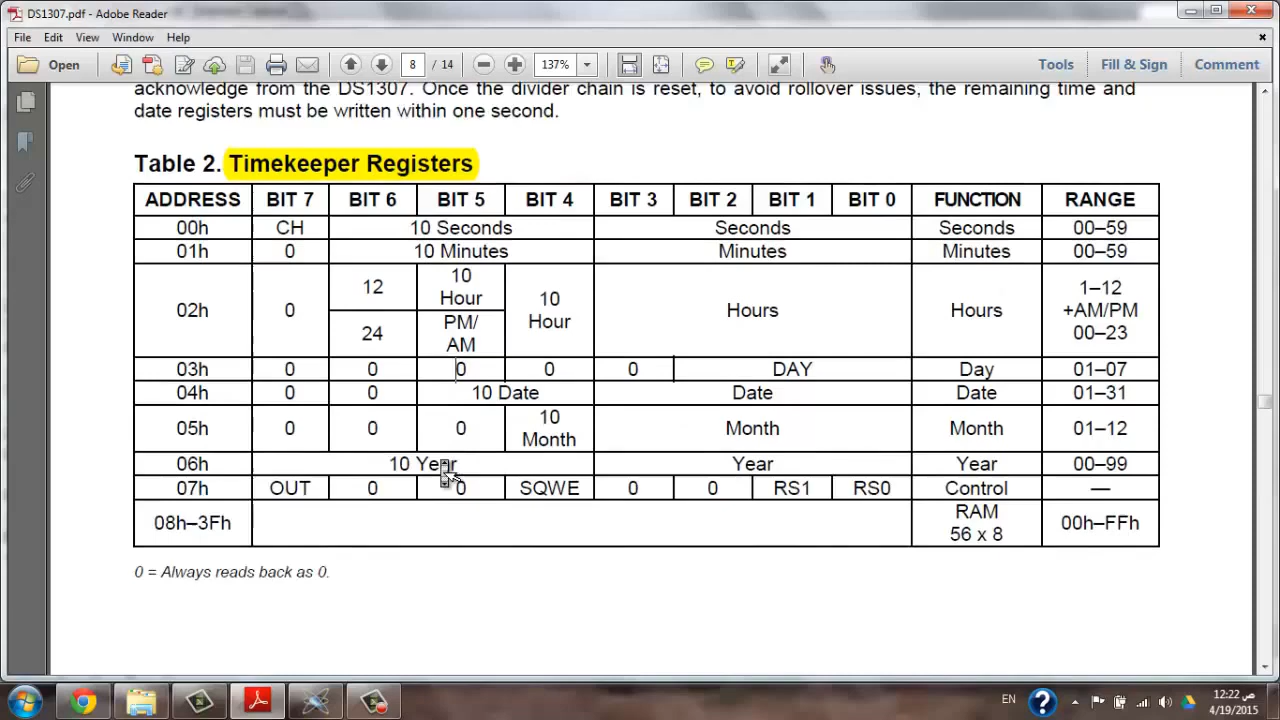 DS1307.pdf - Adobe Reader
File Edit View Window Help
Open 8 / 14 137% Tools Fill & Sign Comment
acknowledge from the DS1307. Once the divider chain is reset, to avoid rollover issues, the remaining time and
date registers must be written within one second.
Table 2. Timekeeper Registers
ADDRESS BIT 7 BIT 6 BIT 5 BIT 4 BIT 3 BIT 2 BIT 1 BIT 0 FUNCTION RANGE
00h CH 10 Seconds Seconds Seconds 00–59
01h 0 10 Minutes Minutes Minutes 00–59
02h 0 12 24 10 Hour PM/ AM 10 Hour Hours Hours 1–12 +AM/PM 00–23
03h 0 0 0 0 0 DAY Day 01–07
04h 0 0 10 Date Date Date 01–31
05h 0 0 0 10 Month Month Month 01–12
06h 10 Year Year Year 00–99
07h OUT 0 0 SQWE 0 0 RS1 RS0 Control —
08h–3Fh RAM 56 x 8 00h–FFh
0 = Always reads back as 0.
EN 12:22 ص
4/19/2015